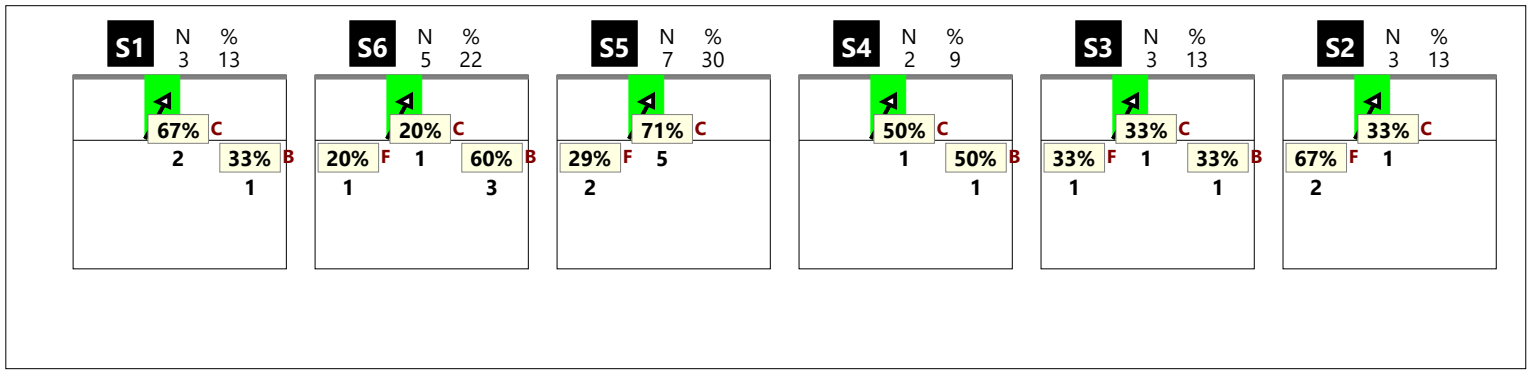 S1 N % 3 13
67% C
2
33% B
1
S6 N % 5 22
20% C
1
20% F
1
60% B
3
S5 N % 7 30
71% C
5
29% F
2
S4 N % 2 9
50% C
1
50% B
1
S3 N % 3 13
33% C
1
33% F
1
33% B
1
S2 N % 3 13
33% C
1
67% F
2